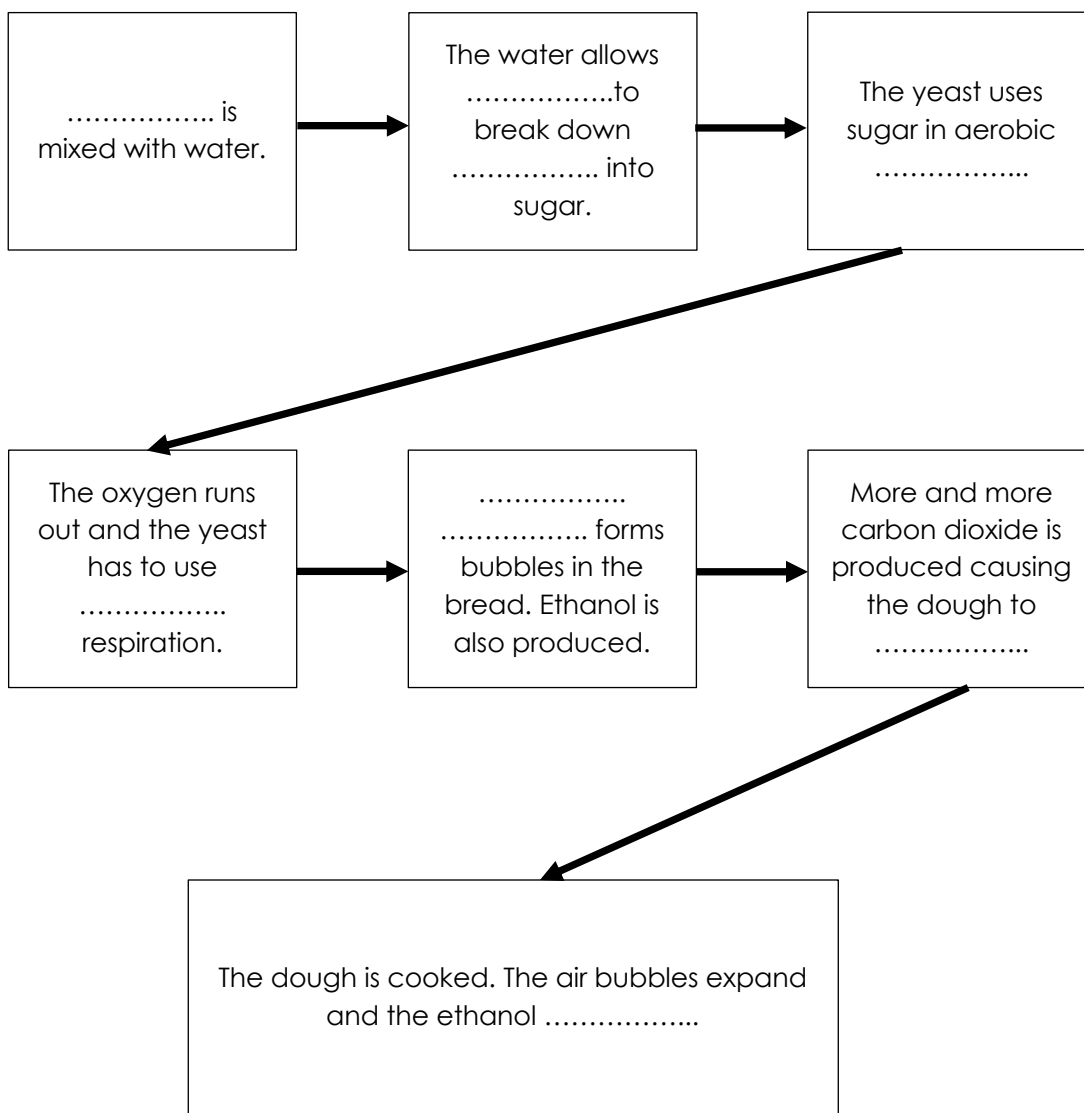 ……………. is
mixed with water.
The water allows
……………..to
break down
…………….. into
sugar.
The yeast uses
sugar in aerobic
……………...
The oxygen runs
out and the yeast
has to use
……………..
respiration.
……………..
…………….. forms
bubbles in the
bread. Ethanol is
also produced.
More and more
carbon dioxide is
produced causing
the dough to
……………...
The dough is cooked. The air bubbles expand
and the ethanol ……………...